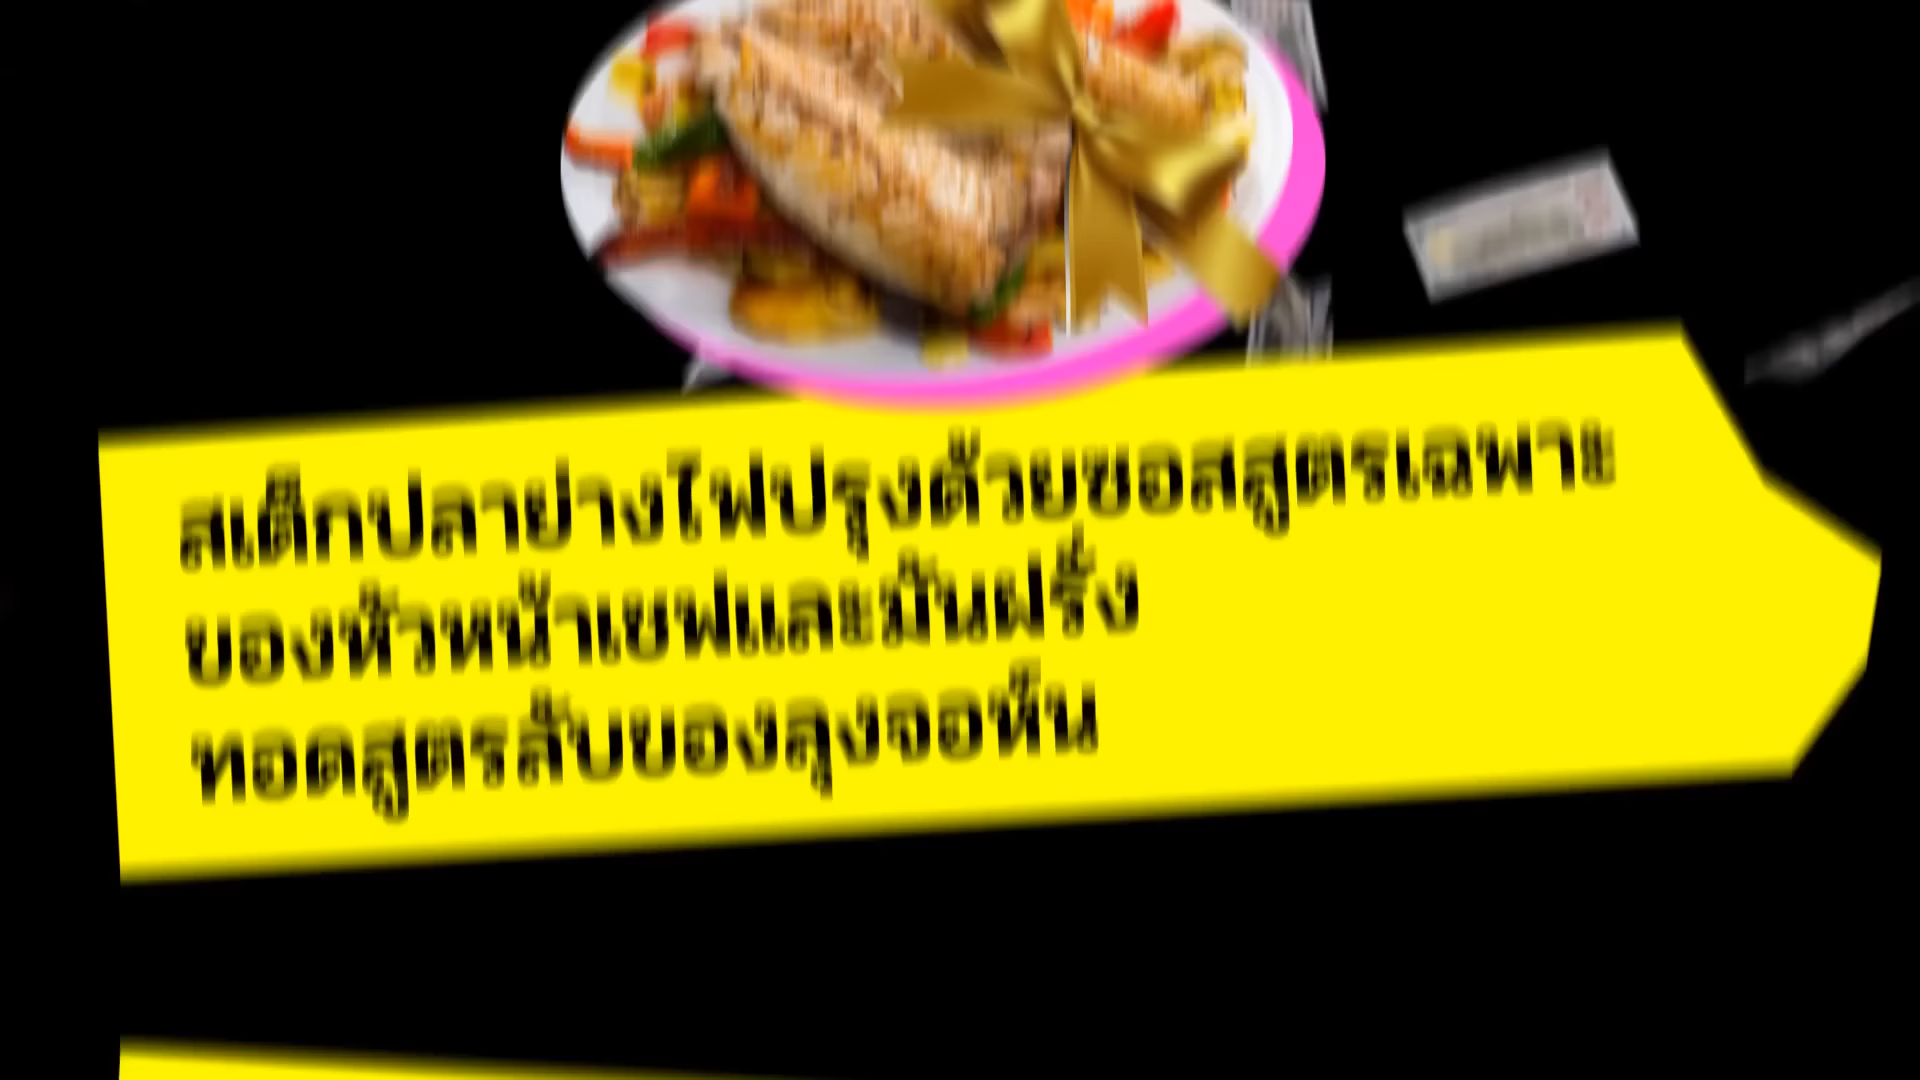 สเต็กปลาย่างไฟปรุงด้วยซอสสูตรเฉพาะ
ของหัวหน้าเชฟและมันฝรั่ง
ทอดสูตรลับของลุงจอห์น